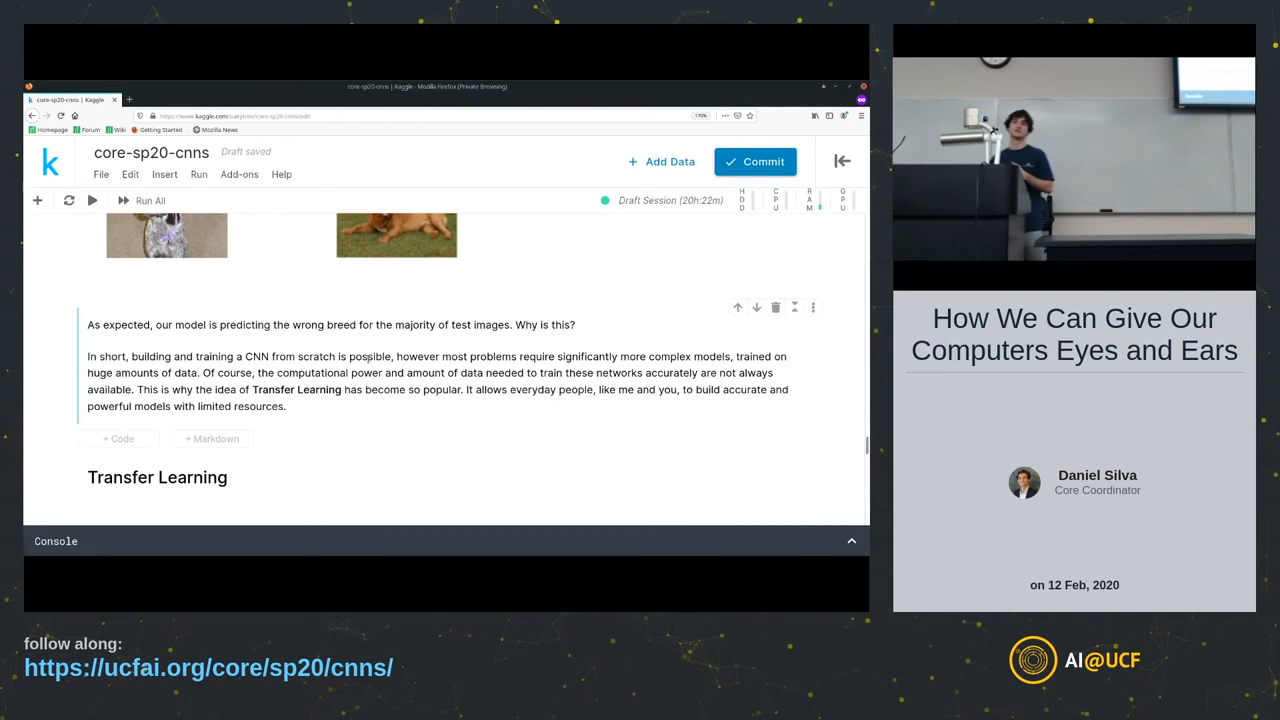 core-sp20-cnns | Kaggle - Mozilla Firefox (Private Browsing)
core-sp20-cnns | Kaggle
Homepage Forum Wiki Getting Started Mozilla News
core-sp20-cnns Draft saved
File Edit Insert Run Add-ons Help
+ Add Data
Commit
Run All
Draft Session (20h:22m)
HDD CPU RAM GPU
As expected, our model is predicting the wrong breed for the majority of test images. Why is this?
In short, building and training a CNN from scratch is possible, however most problems require significantly more complex models, trained on
huge amounts of data. Of course, the computational power and amount of data needed to train these networks accurately are not always
available. This is why the idea of Transfer Learning has become so popular. It allows everyday people, like me and you, to build accurate and
powerful models with limited resources.
+ Code + Markdown
Transfer Learning
Console
How We Can Give Our
Computers Eyes and Ears
Daniel Silva
Core Coordinator
on 12 Feb, 2020
follow along:
https://ucfai.org/core/sp20/cnns/
AI@UCF